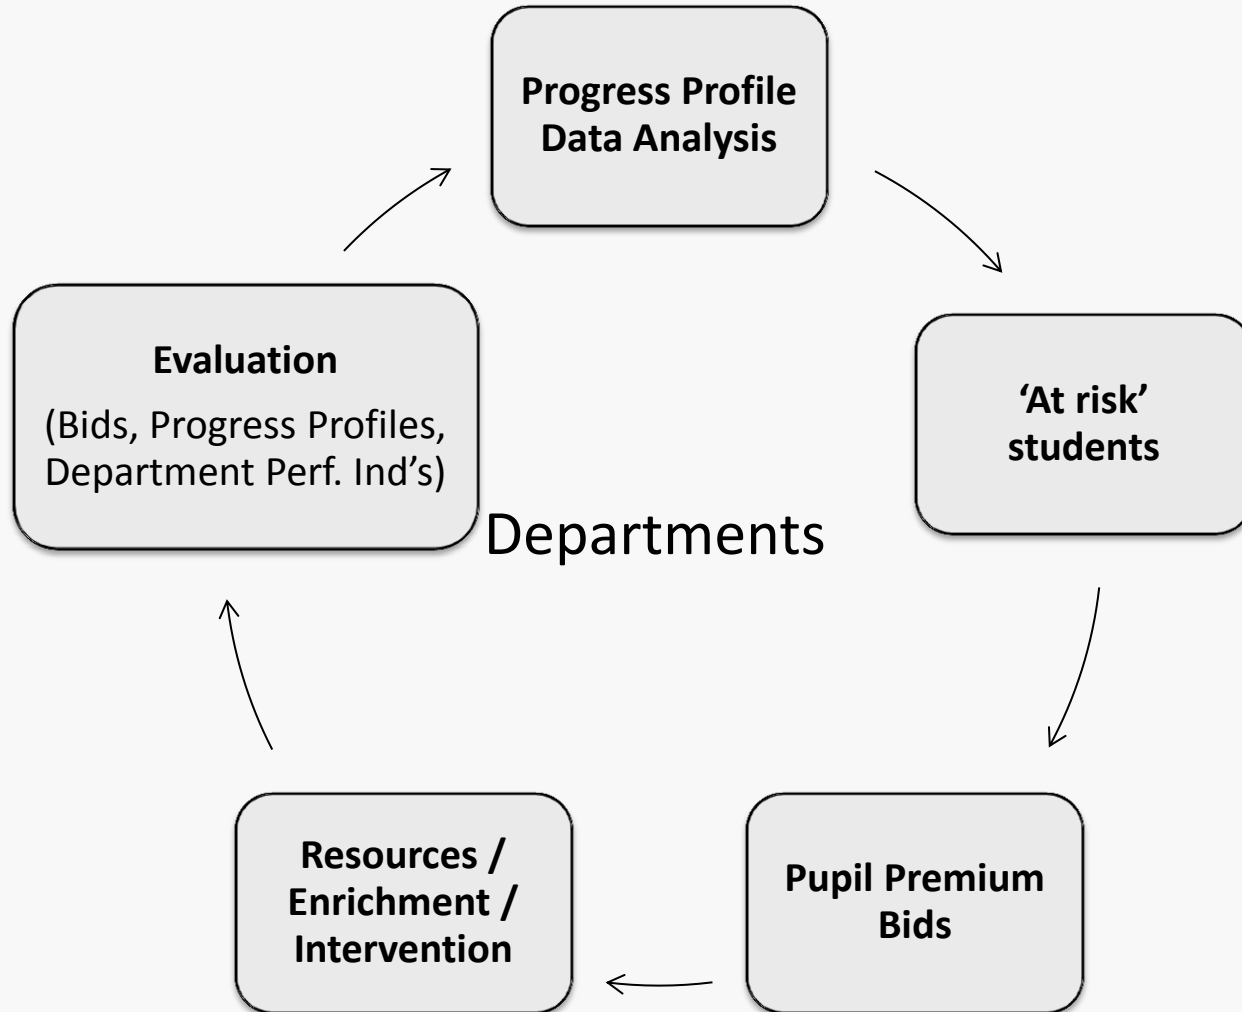 Progress Profile
Data Analysis
‘At risk’
students
Pupil Premium
Bids
Resources /
Enrichment /
Intervention
Evaluation
(Bids, Progress Profiles,
Department Perf. Ind’s)
Departments